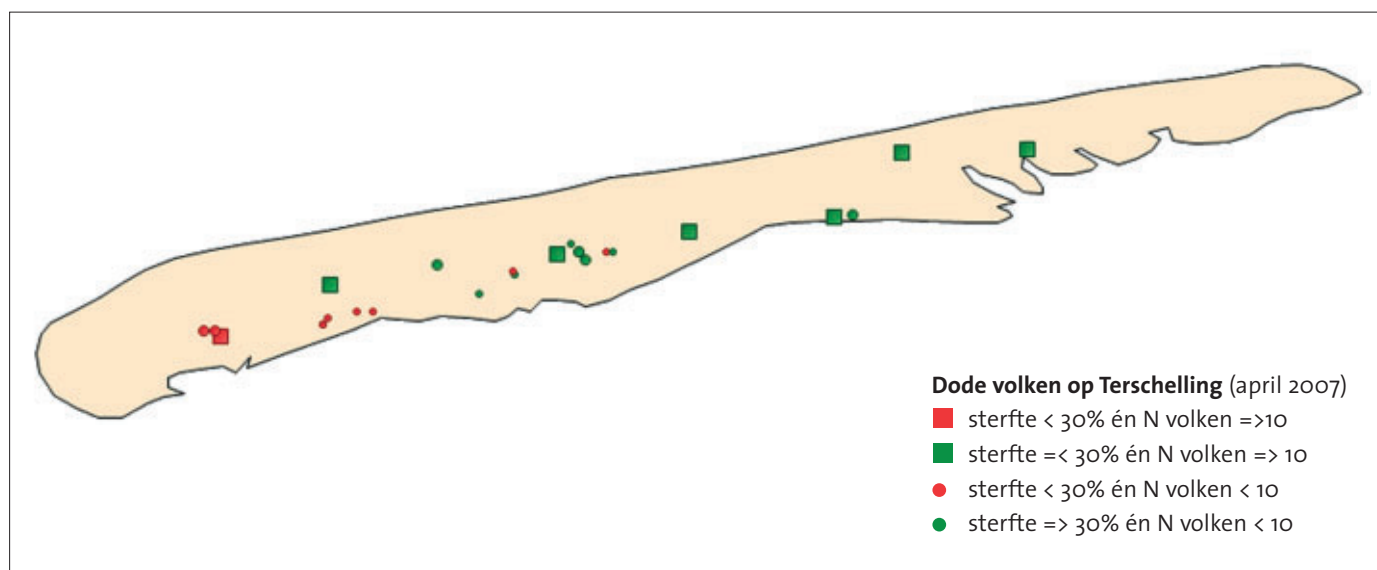 Dode volken op Terschelling (april 2007)
sterfte < 30% én N volken =>10
sterfte =< 30% én N volken => 10
sterfte < 30% én N volken < 10
sterfte => 30% én N volken < 10